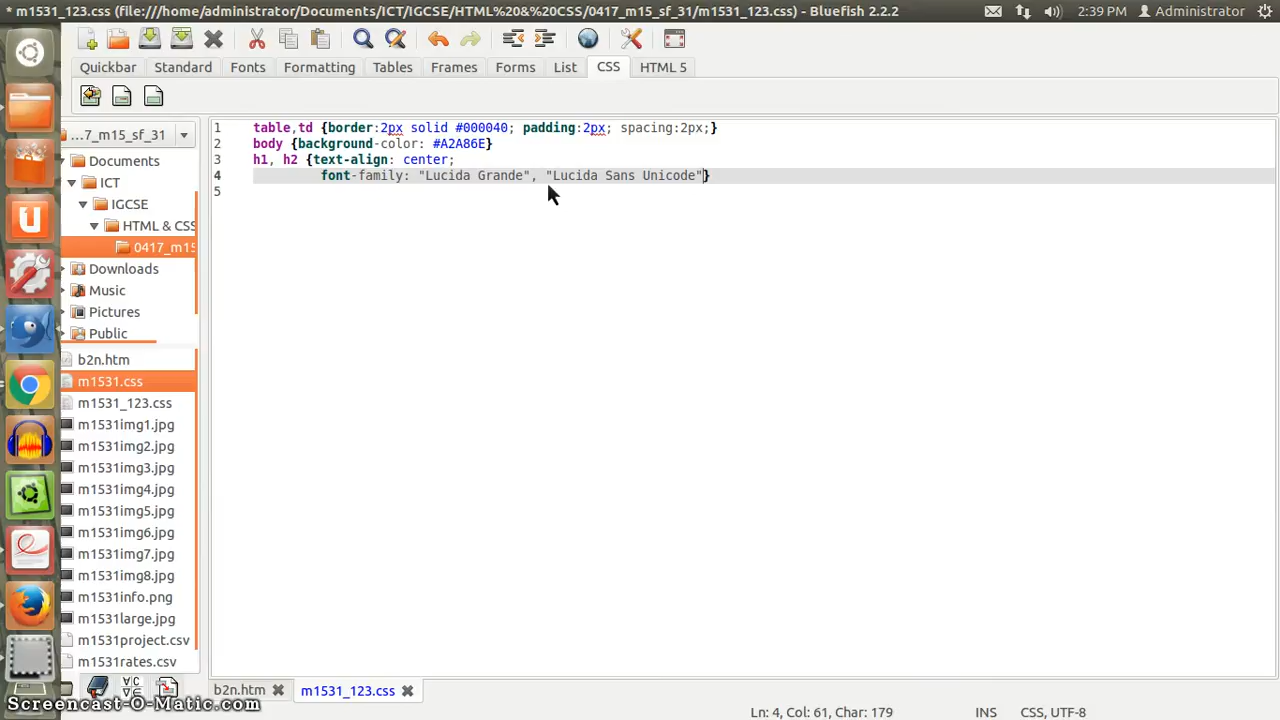 * m1531_123.css (file:///home/administrator/Documents/ICT/IGCSE/HTML %20&%20CSS/0417_m15_sf_31/m1531_123.css) - Bluefish 2.2.2
2:39 PM
Administrator
Quickbar Standard Fonts Formatting Tables Frames Forms List CSS HTML 5
...7_m15_sf_31
Documents
ICT
IGCSE
HTML & CSS
0417_m15
Downloads
Music
Pictures
Public
b2n.htm
m1531.css
m1531_123.css
m1531img1.jpg
m1531img2.jpg
m1531img3.jpg
m1531img4.jpg
m1531img5.jpg
m1531img6.jpg
m1531img7.jpg
m1531img8.jpg
m1531info.png
m1531large.jpg
m1531project.csv
m1531rates.csv
1 table,td {border:2px solid #000040; padding:2px; spacing:2px;}
2 body {background-color: #A2A86E}
3 h1, h2 {text-align: center;
4 font-family: "Lucida Grande", "Lucida Sans Unicode"}
5
b2n.htm m1531_123.css
Screencast-O-Matic.com
Ln: 4, Col: 61, Char: 179 INS CSS, UTF-8